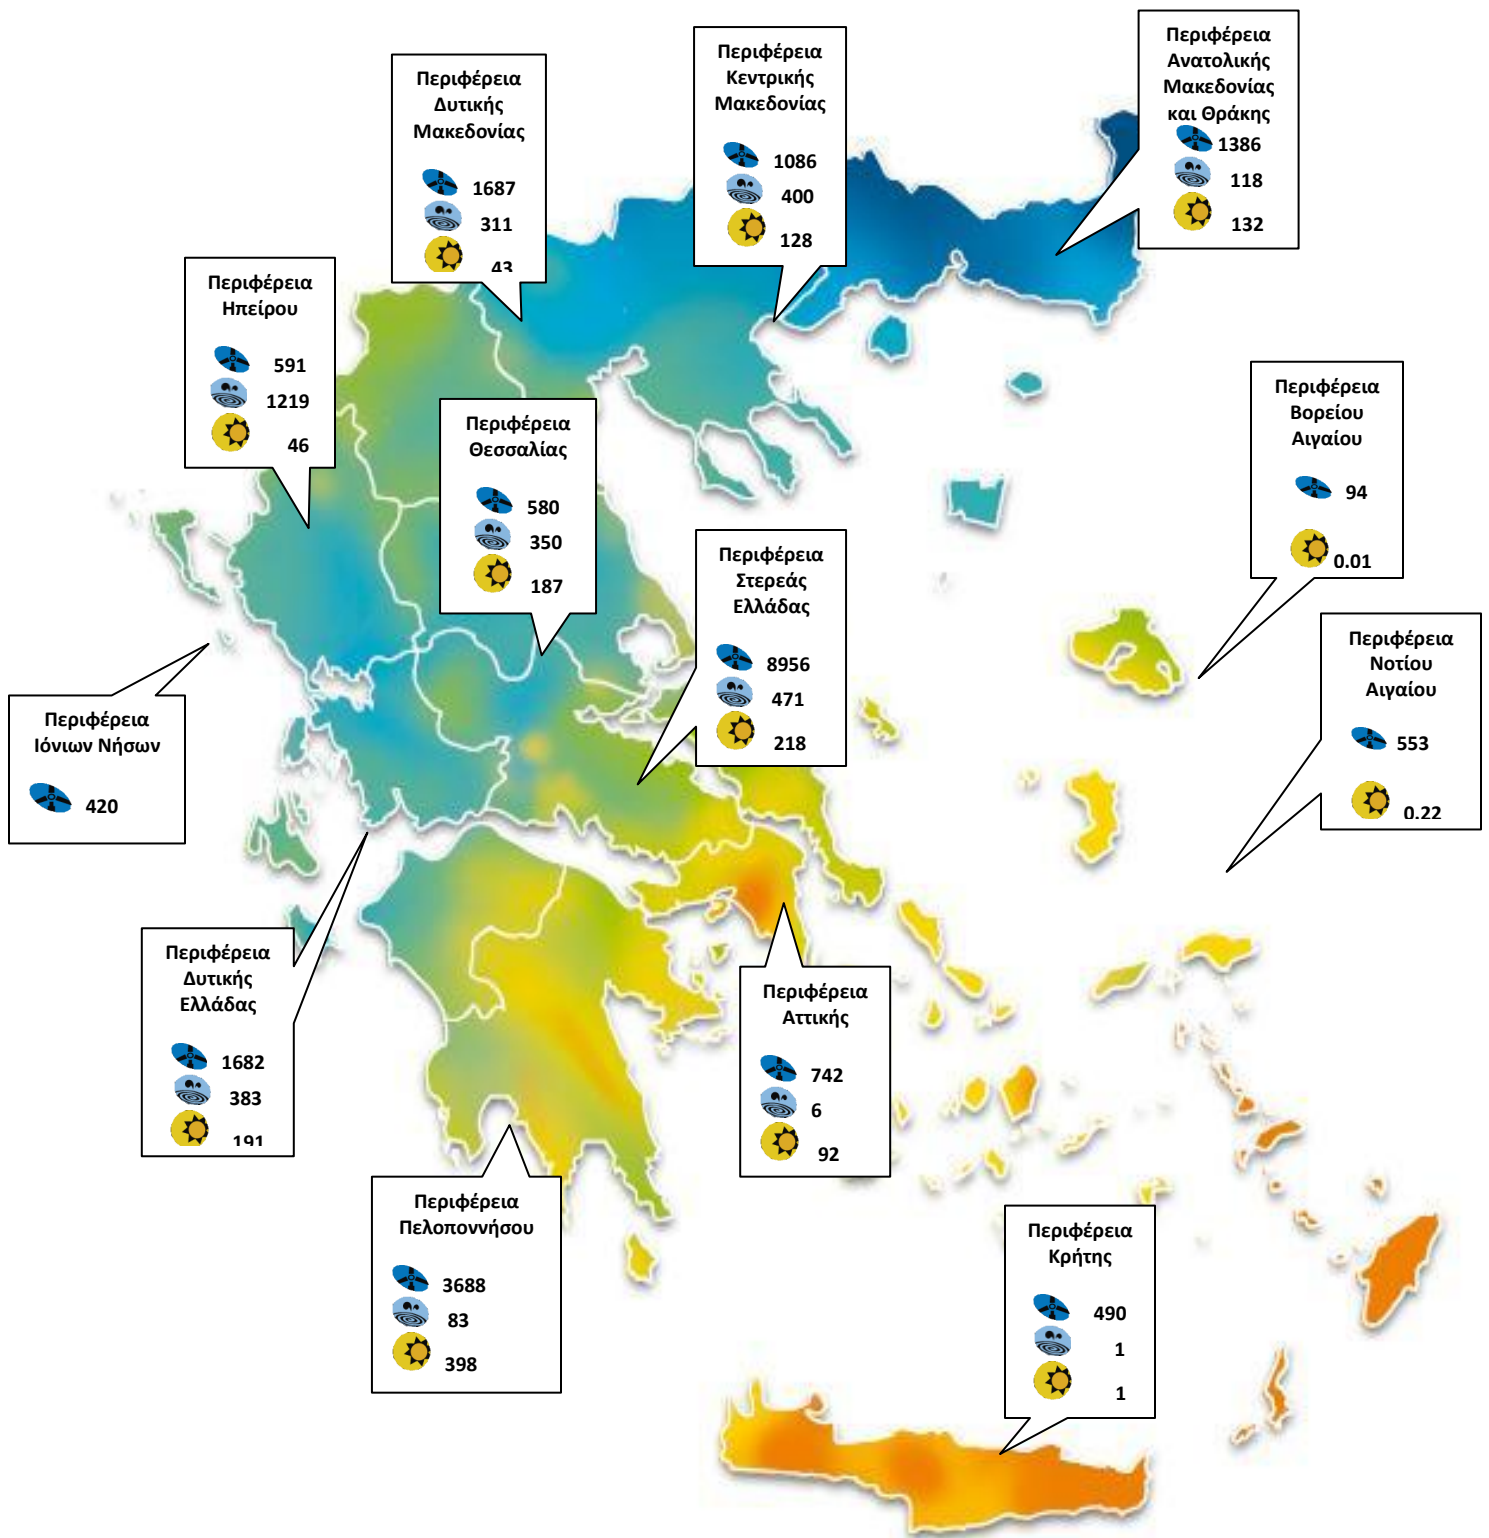 Περιφέρεια
Δυτικής
Μακεδονίας
1687
311
43
Περιφέρεια
Κεντρικής
Μακεδονίας
1086
400
128
Περιφέρεια
Ανατολικής
Μακεδονίας
και Θράκης
1386
118
132
Περιφέρεια
Ηπείρου
591
1219
46
Περιφέρεια
Θεσσαλίας
580
350
187
Περιφέρεια
Βορείου
Αιγαίου
94
0.01
Περιφέρεια
Στερεάς
Ελλάδας
8956
471
218
Περιφέρεια
Νοτίου
Αιγαίου
553
0.22
Περιφέρεια
Ιόνιων Νήσων
420
Περιφέρεια
Δυτικής
Ελλάδας
1682
383
191
Περιφέρεια
Αττικής
742
6
92
Περιφέρεια
Πελοποννήσου
3688
83
398
Περιφέρεια
Κρήτης
490
1
1